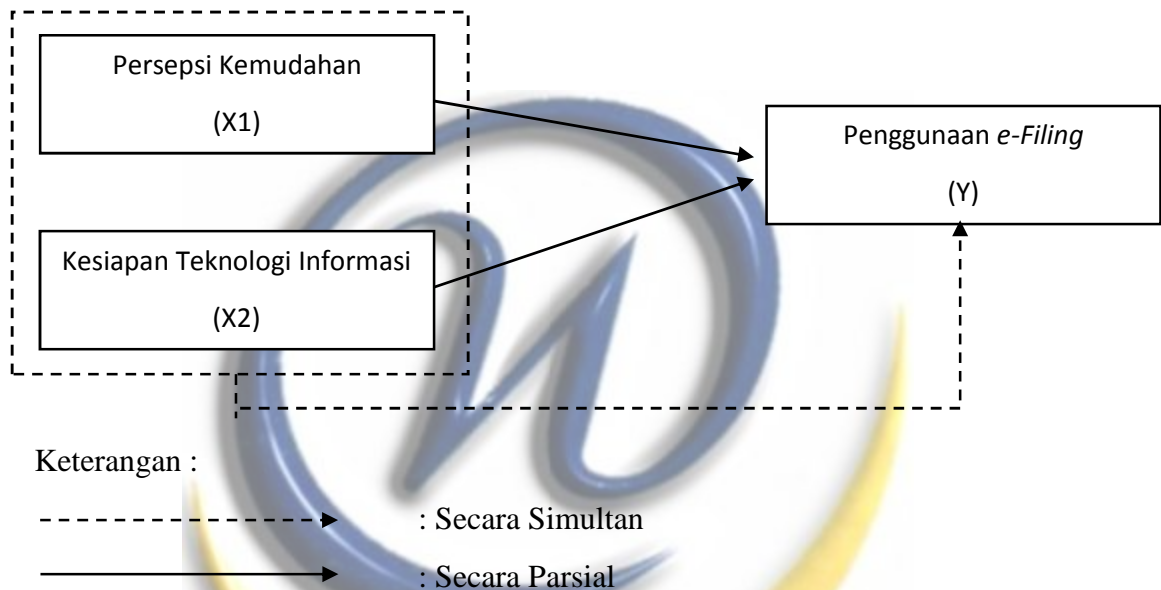 Persepsi Kemudahan
(X1)
Penggunaan e-Filing
(Y)
Kesiapan Teknologi Informasi
(X2)
Keterangan :
: Secara Simultan
: Secara Parsial